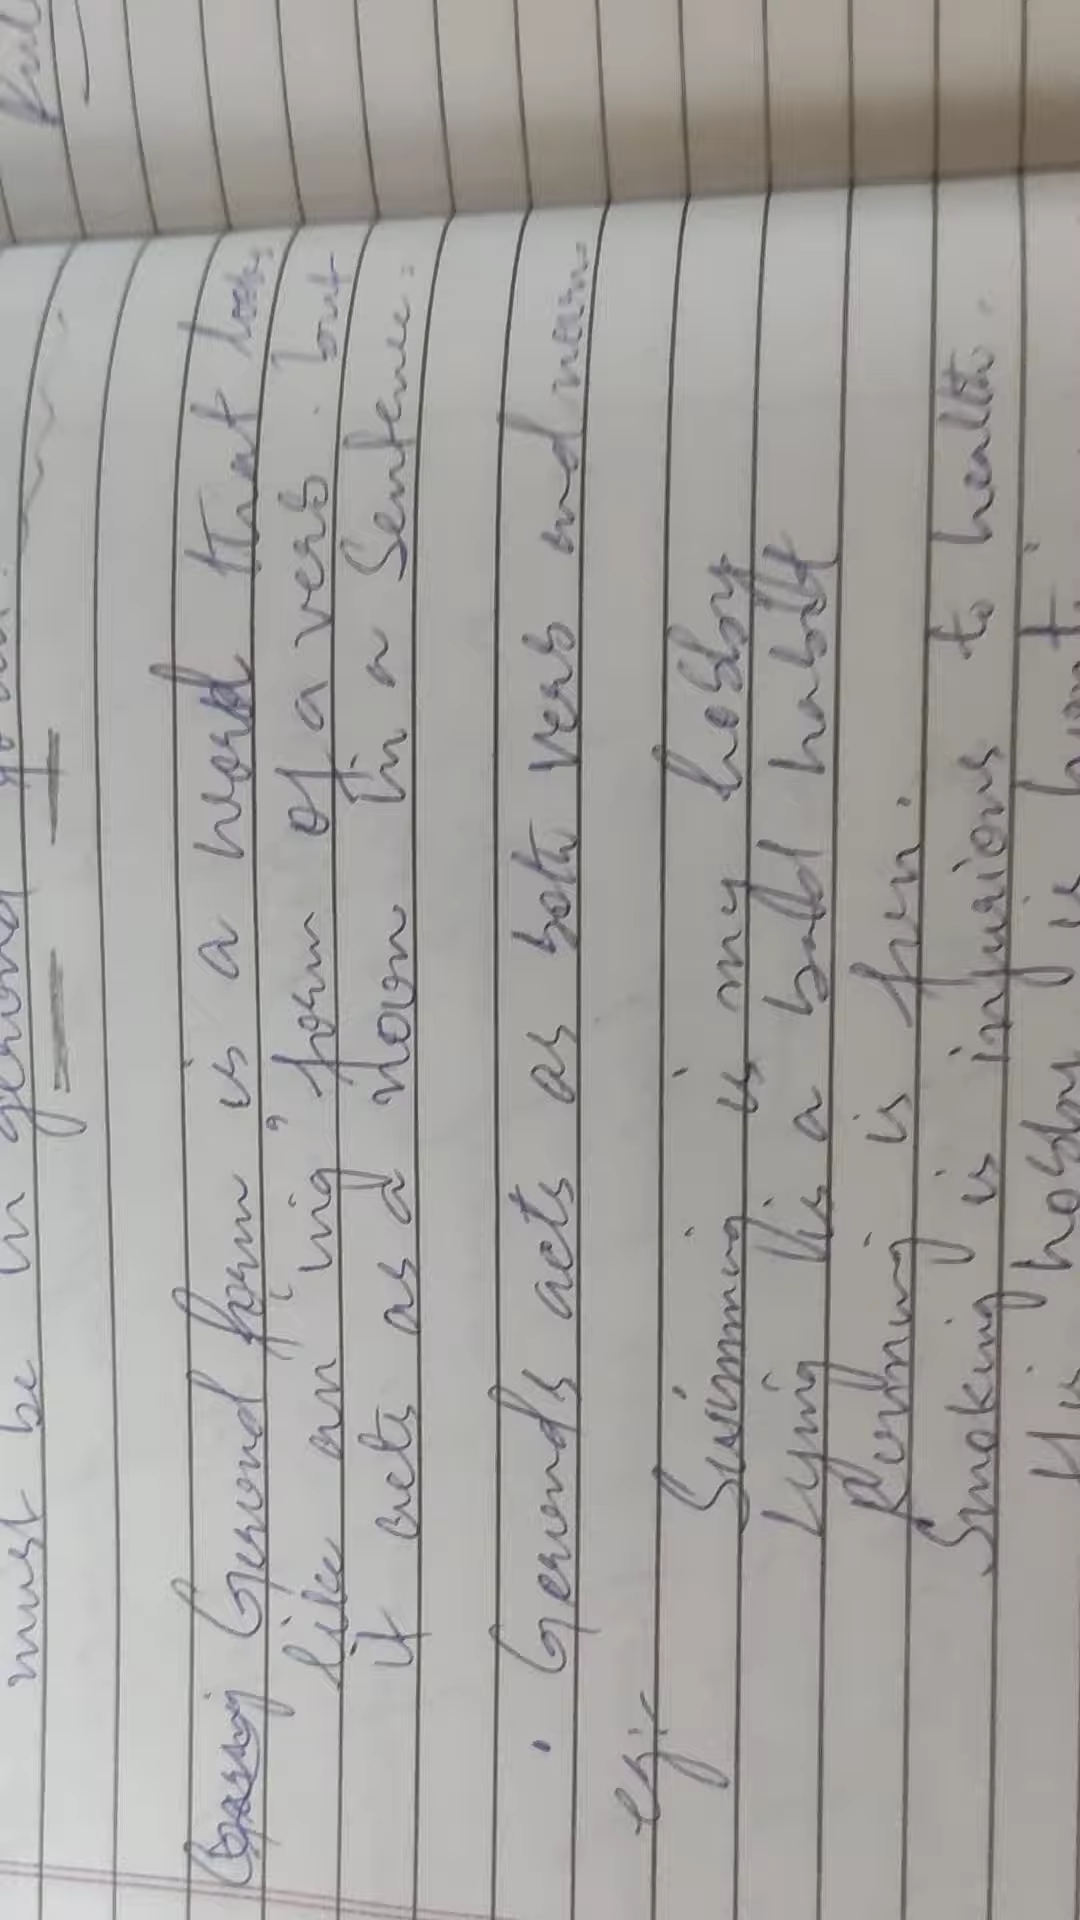 must be in gerund
Gerund form is a word that looks
like an 'ing' form of a verb. but
it acts as a Noun in a Sentence.
. Gerunds acts as both verb and noun.
eg:-
Swimming is my hobby
Lying is a bad habit
Running is fun.
Smoking is injurious to health.
His hobby is